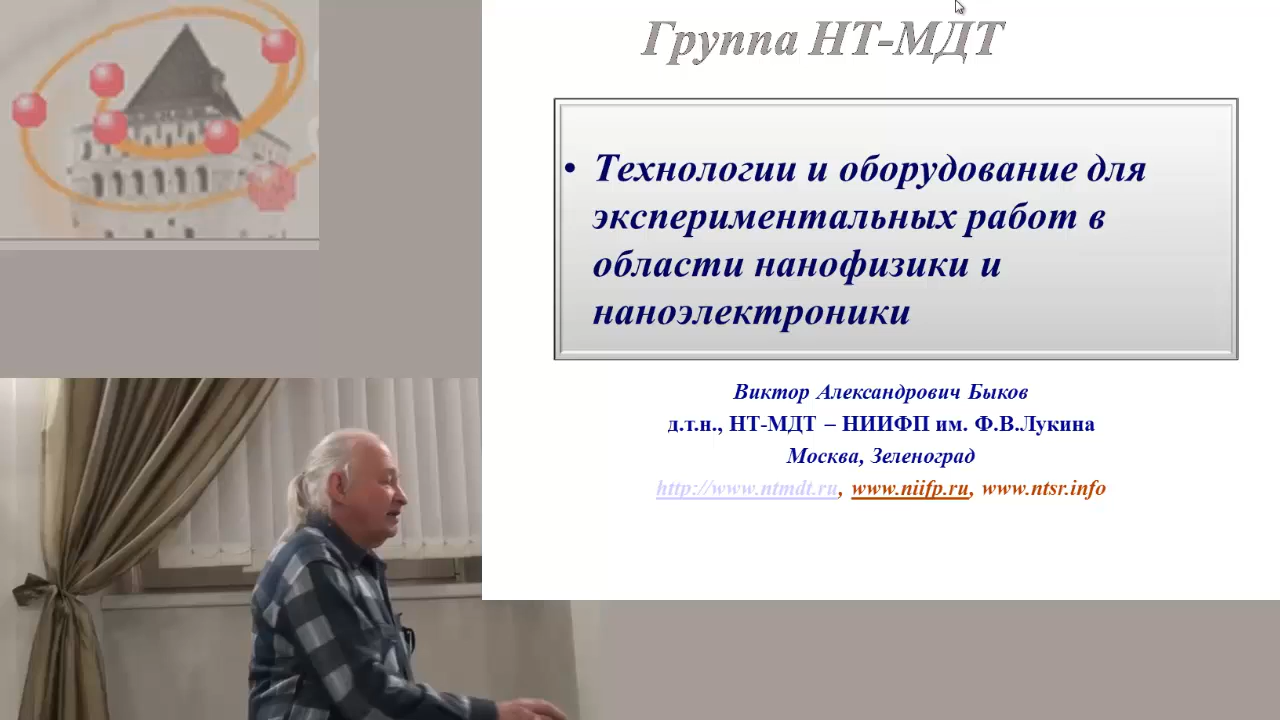 Группа НТ-МДТ
• Технологии и оборудование для
экспериментальных работ в
области нанофизики и
наноэлектроники
Виктор Александрович Быков
д.т.н., НТ-МДТ – НИИФП им. Ф.В.Лукина
Москва, Зеленоград
http://www.ntmdt.ru, www.niifp.ru, www.ntsr.info